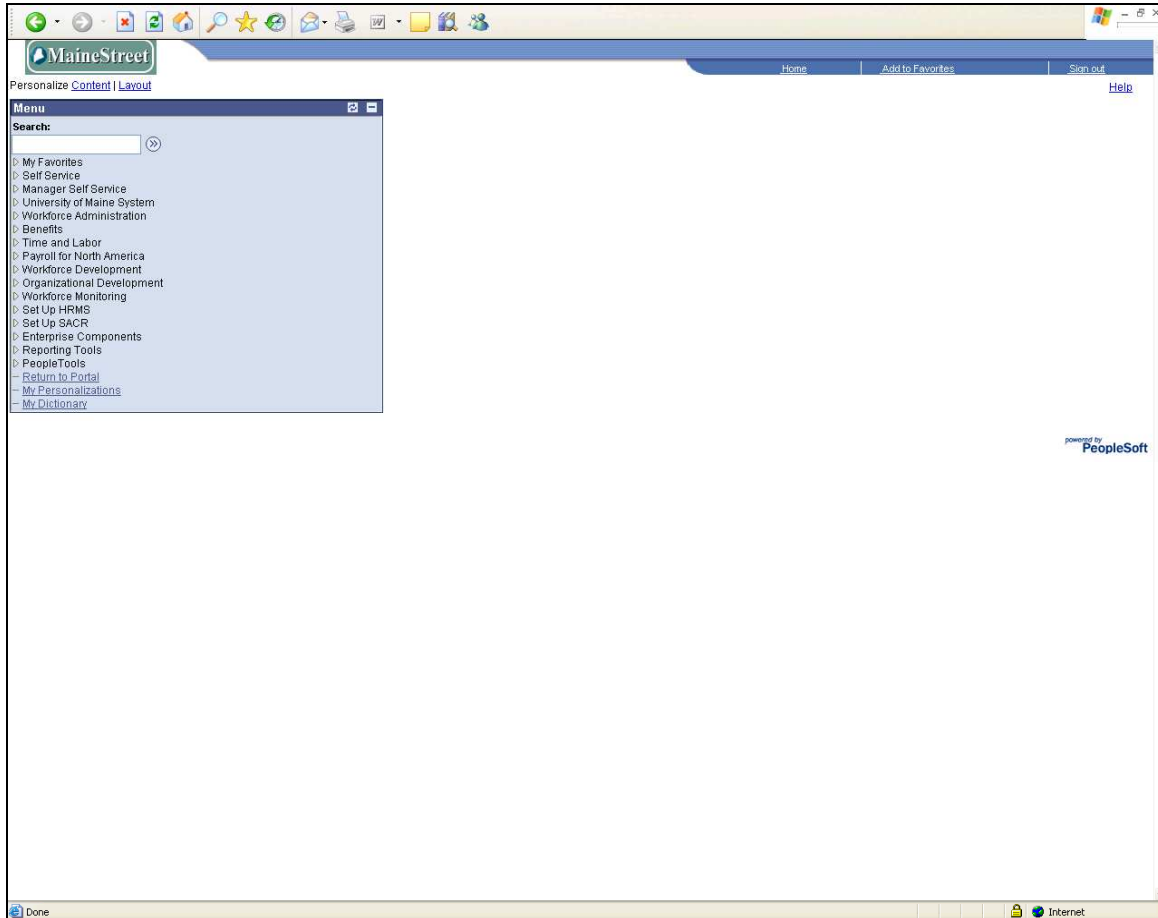 MaineStreet
Home Add to Favorites Sign out
Personalize Content | Layout
Help
Menu
Search:
My Favorites
Self Service
Manager Self Service
University of Maine System
Workforce Administration
Benefits
Time and Labor
Payroll for North America
Workforce Development
Organizational Development
Workforce Monitoring
Set Up HRMS
Set Up SACR
Enterprise Components
Reporting Tools
PeopleTools
Return to Portal
My Personalizations
My Dictionary
powered by
PeopleSoft
Done Internet